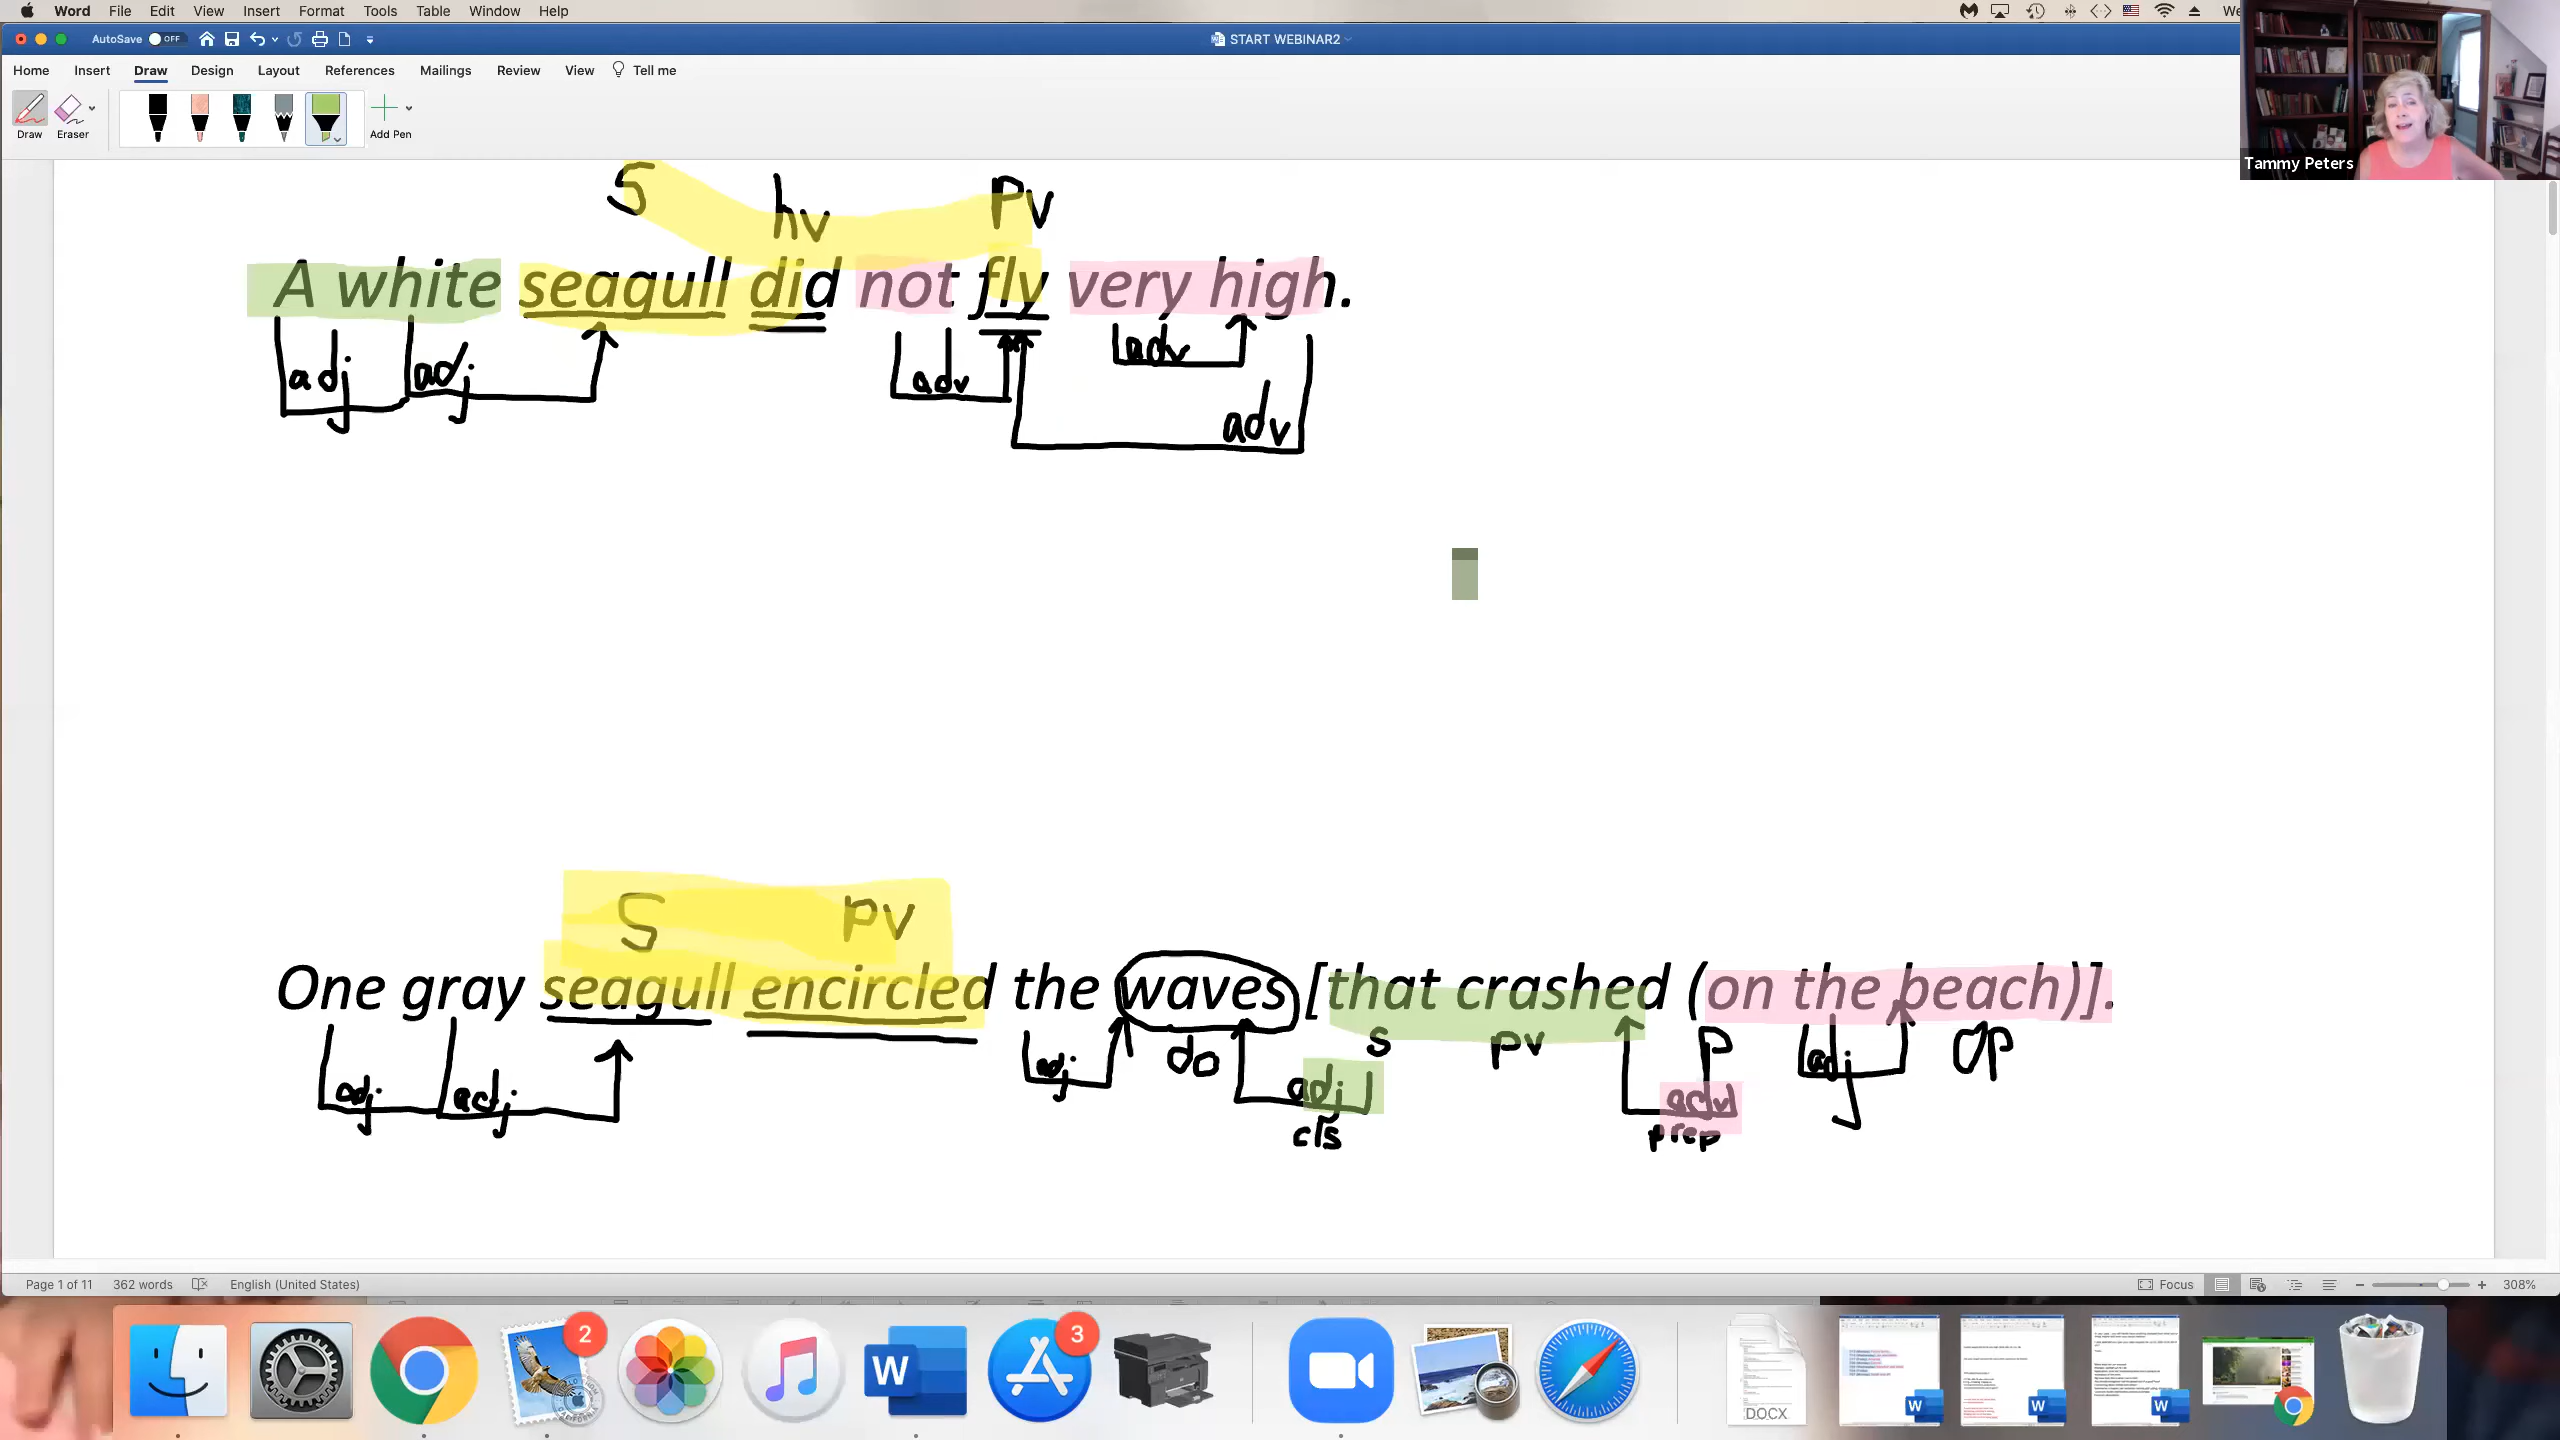 Word File Edit View Insert Format Tools Table Window Help We
AutoSave OFF START WEBINAR2
Home Insert Draw Design Layout References Mailings Review View Tell me
Draw Eraser Add Pen
Tammy Peters
S hv Pv
A white seagull did not fly very high.
adj adj adv adv
adv
S pv
One gray seagull encircled the waves [that crashed (on the beach)].
adj adj adj do s pv P adj OP
adj adv
cls prep
Page 1 of 11 362 words English (United States) Focus 308%
2 W 3 DOCX W W W